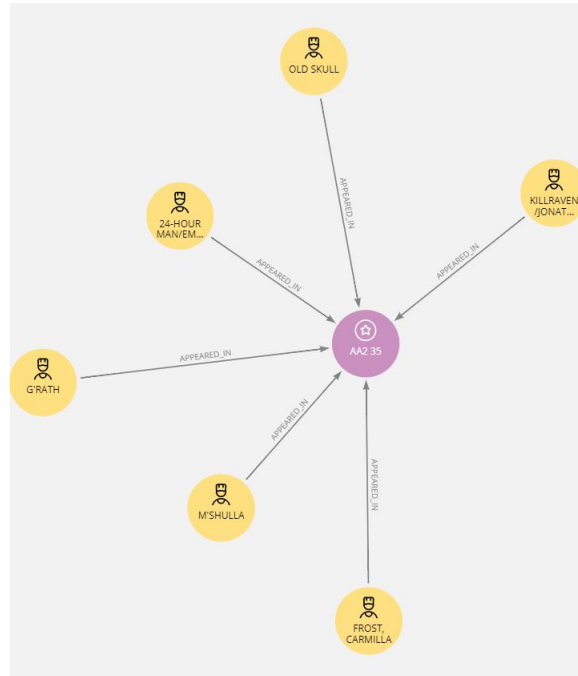 OLD SKULL
KILLRAVEN
/JONAT...
24-HOUR
MAN/EM...
APPEARED_IN
APPEARED_IN
APPEARED_IN
AA2 35
APPEARED_IN
G'RATH
APPEARED_IN
APPEARED_IN
M'SHULLA
FROST,
CARMILLA